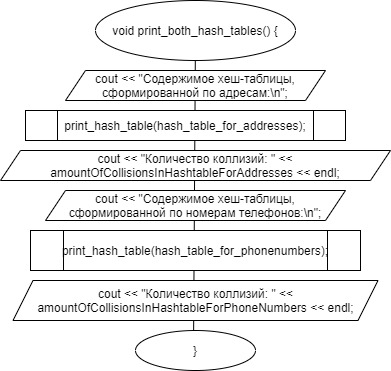 void print_both_hash_tables() {
cout << "Содержимое хеш-таблицы,
сформированной по адресам:\n";
print_hash_table(hash_table_for_addresses);
cout << "Количество коллизий: " <<
amountOfCollisionsInHashtableForAddresses << endl;
cout << "Содержимое хеш-таблицы,
сформированной по номерам телефонов:\n";
print_hash_table(hash_table_for_phonenumbers);
cout << "Количество коллизий: " <<
amountOfCollisionsInHashtableForPhoneNumbers << endl;
}